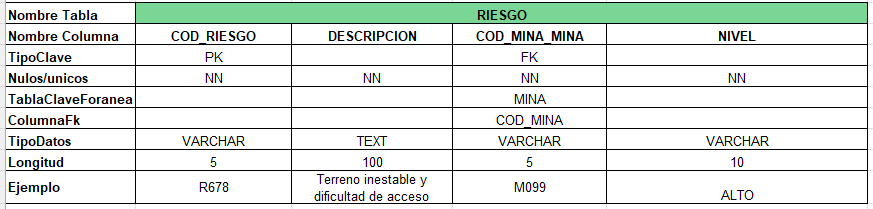 Nombre Tabla RIESGO
Nombre Columna COD_RIESGO DESCRIPCION COD_MINA_MINA NIVEL
TipoClave PK FK
Nulos/unicos NN NN NN NN
TablaClaveForanea MINA
ColumnaFk COD_MINA
TipoDatos VARCHAR TEXT VARCHAR VARCHAR
Longitud 5 100 5 10
Ejemplo R678 Terreno inestable y dificultad de acceso M099 ALTO